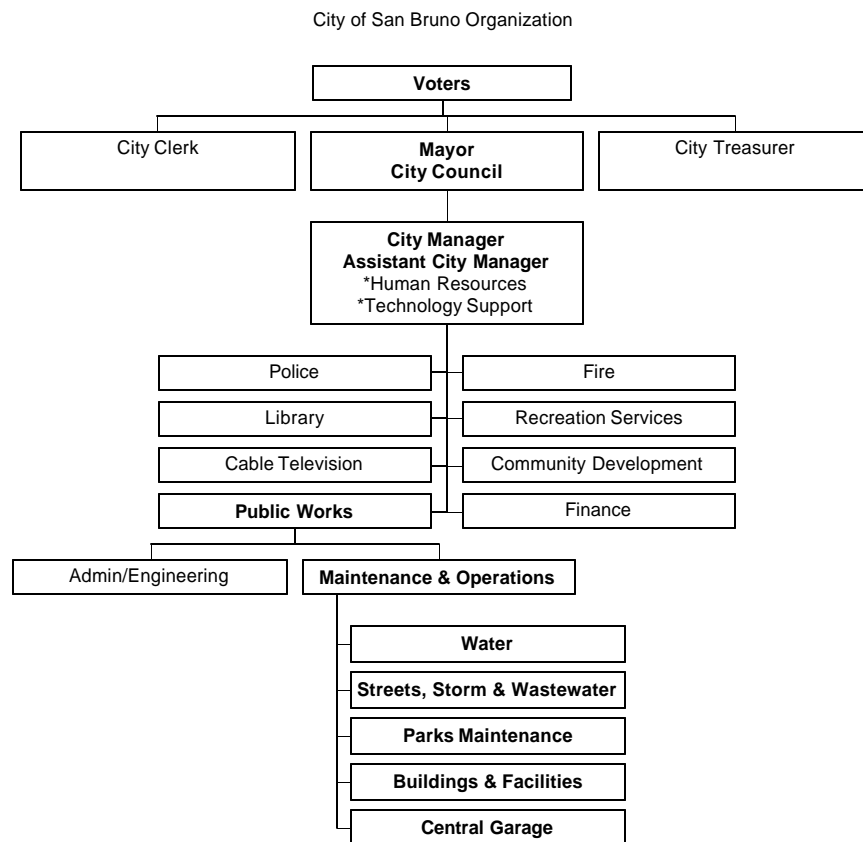 City of San Bruno Organization
Voters
City Clerk
Mayor
City Council
City Treasurer
City Manager
Assistant City Manager
*Human Resources
*Technology Support
Police
Fire
Library
Recreation Services
Cable Television
Community Development
Public Works
Finance
Admin/Engineering
Maintenance & Operations
Water
Streets, Storm & Wastewater
Parks Maintenance
Buildings & Facilities
Central Garage